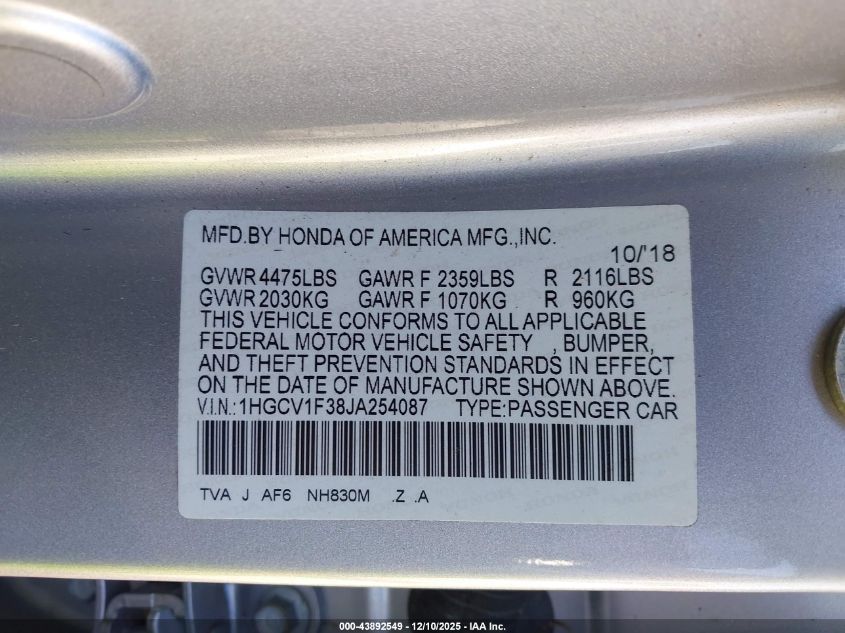 MFD.BY HONDA OF AMERICA MFG.,INC.
10/'18
GVWR 4475LBS GAWR F 2359LBS R 2116LBS
GVWR 2030KG GAWR F 1070KG R 960KG
THIS VEHICLE CONFORMS TO ALL APPLICABLE
FEDERAL MOTOR VEHICLE SAFETY , BUMPER,
AND THEFT PREVENTION STANDARDS IN EFFECT
ON THE DATE OF MANUFACTURE SHOWN ABOVE.
V.I.N.:1HGCV1F38JA254087 TYPE:PASSENGER CAR
TVA J AF6 NH830M .Z .A
000-43892549 - 12/10/2025 - IAA Inc.